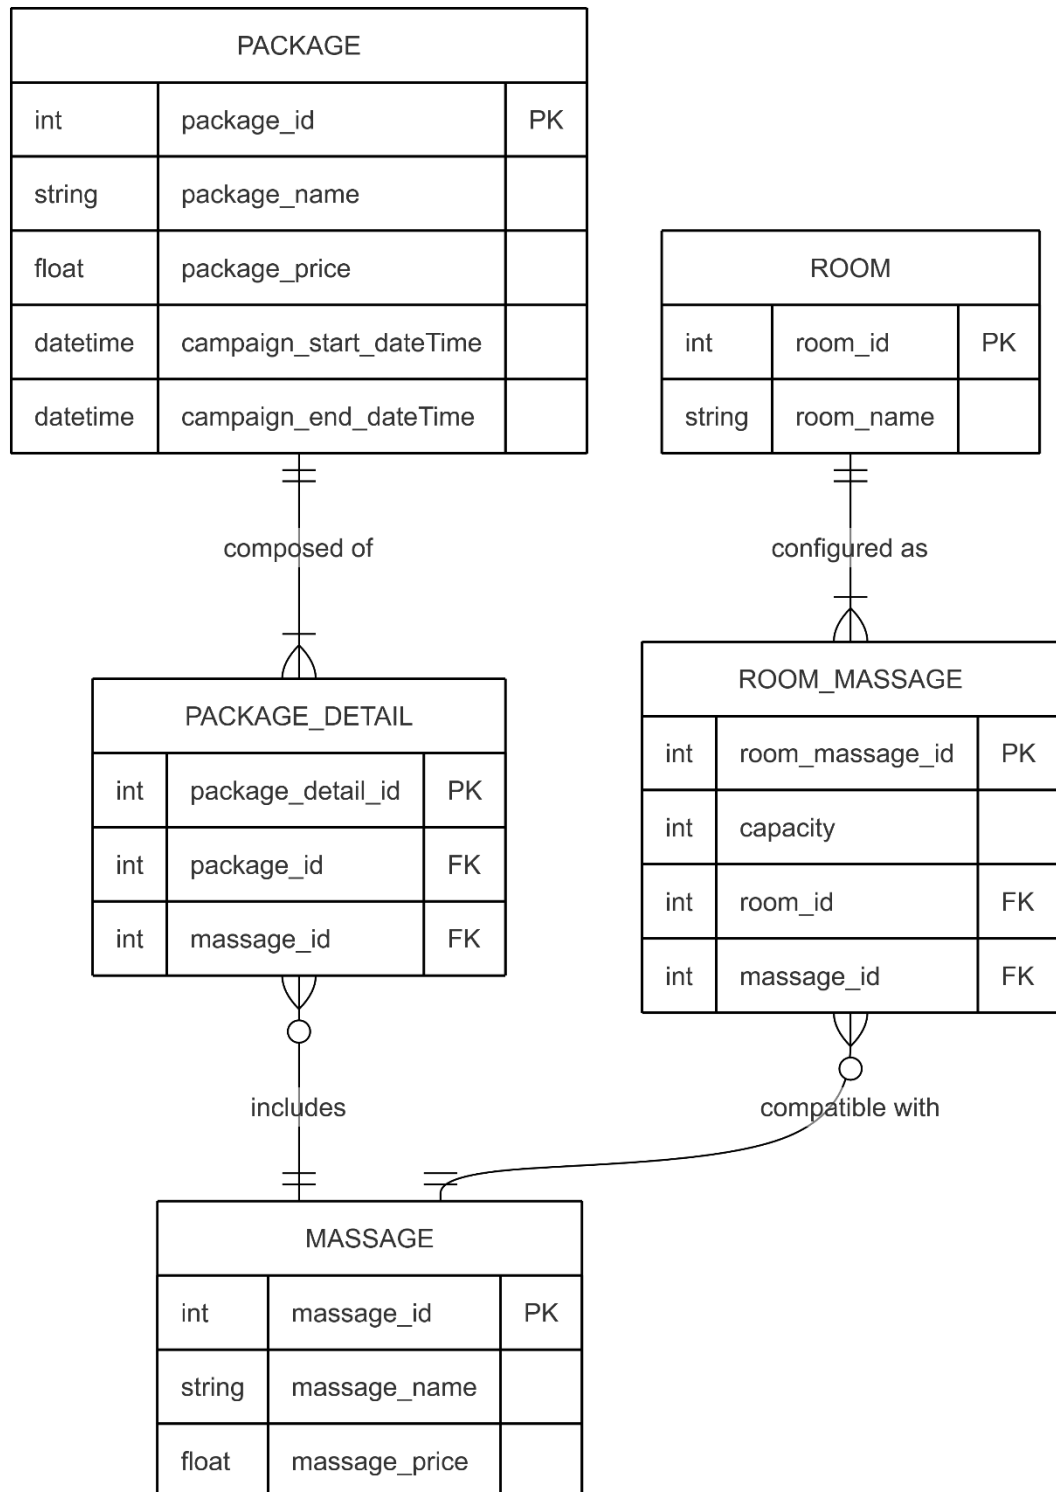 PACKAGE
int package_id PK
string package_name
float package_price
datetime campaign_start_dateTime
datetime campaign_end_dateTime
ROOM
int room_id PK
string room_name
composed of
configured as
PACKAGE_DETAIL
int package_detail_id PK
int package_id FK
int massage_id FK
ROOM_MASSAGE
int room_massage_id PK
int capacity
int room_id FK
int massage_id FK
includes
compatible with
MASSAGE
int massage_id PK
string massage_name
float massage_price